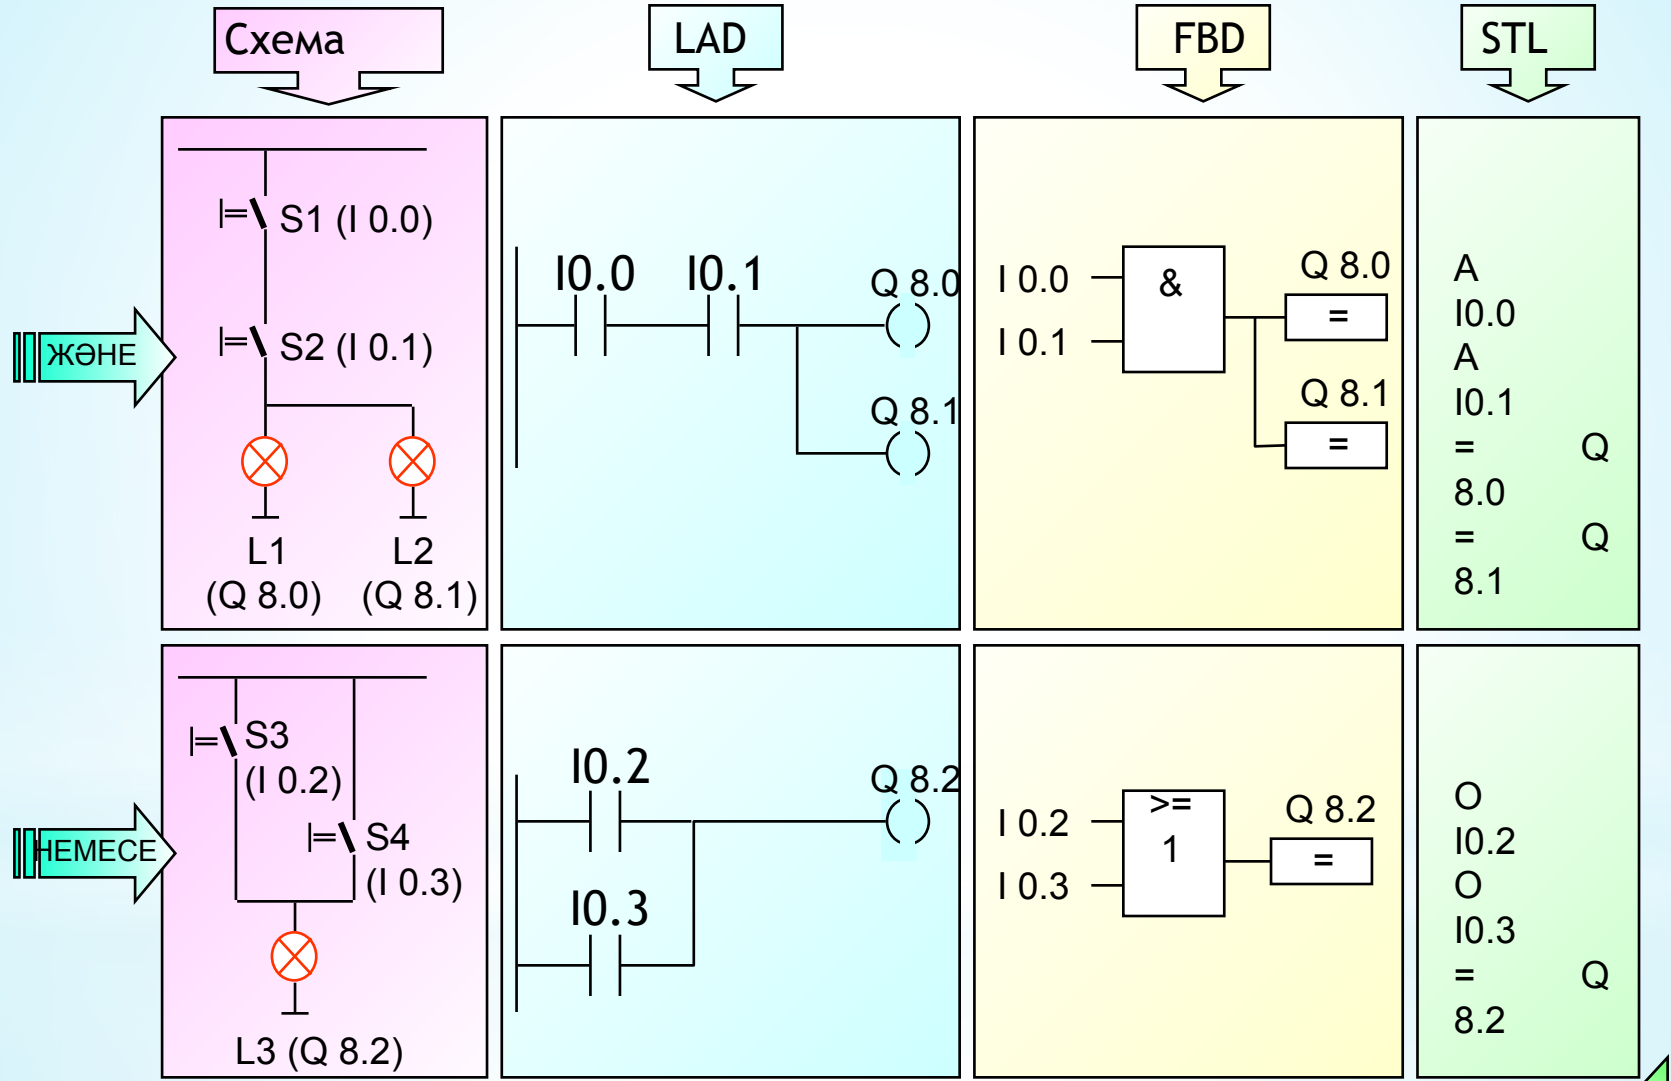 Схема
LAD
FBD
STL
ЖӘНЕ
S1 (I 0.0)
S2 (I 0.1)
L1
(Q 8.0)
L2
(Q 8.1)
I0.0
I0.1
Q 8.0
Q 8.1
I 0.0
I 0.1
&
Q 8.0
=
Q 8.1
=
A
I0.0
A
I0.1
= Q
8.0
= Q
8.1
НЕМЕСЕ
S3
(I 0.2)
S4
(I 0.3)
L3 (Q 8.2)
I0.2
I0.3
Q 8.2
I 0.2
I 0.3
>=
1
Q 8.2
=
O
I0.2
O
I0.3
= Q
8.2